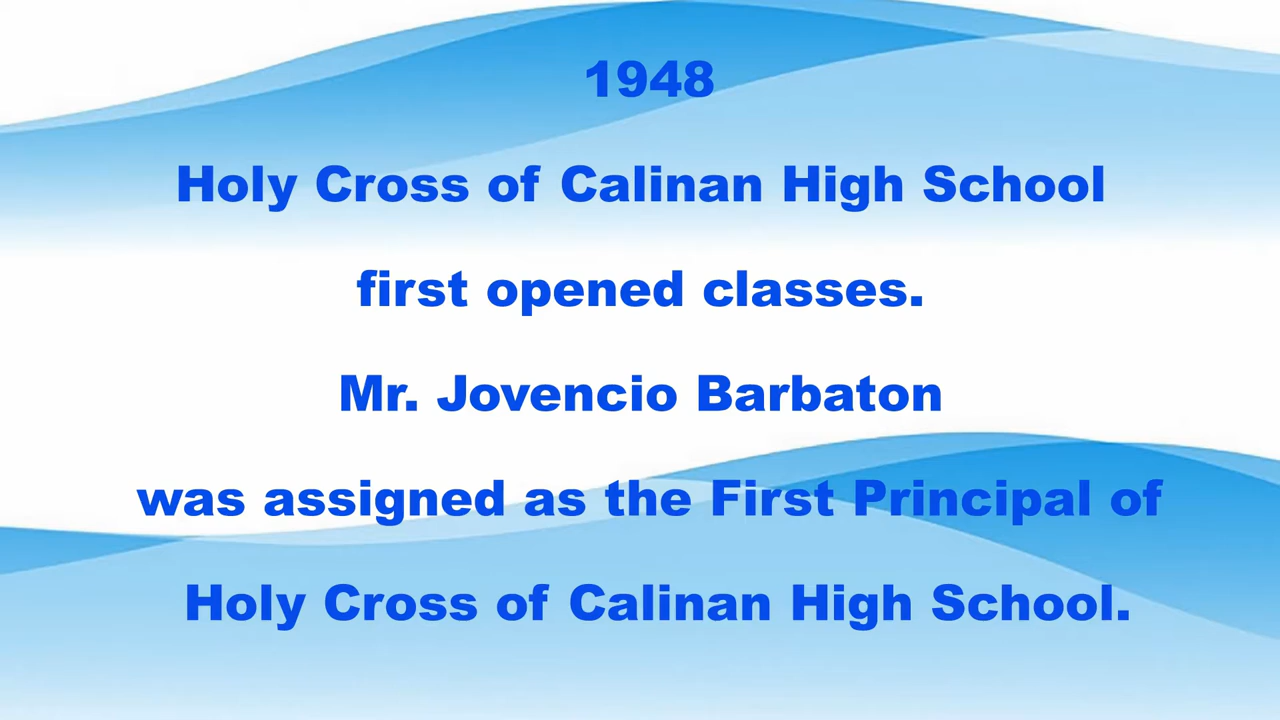 1948
Holy Cross of Calinan High School
first opened classes.
Mr. Jovencio Barbaton
was assigned as the First Principal of
Holy Cross of Calinan High School.